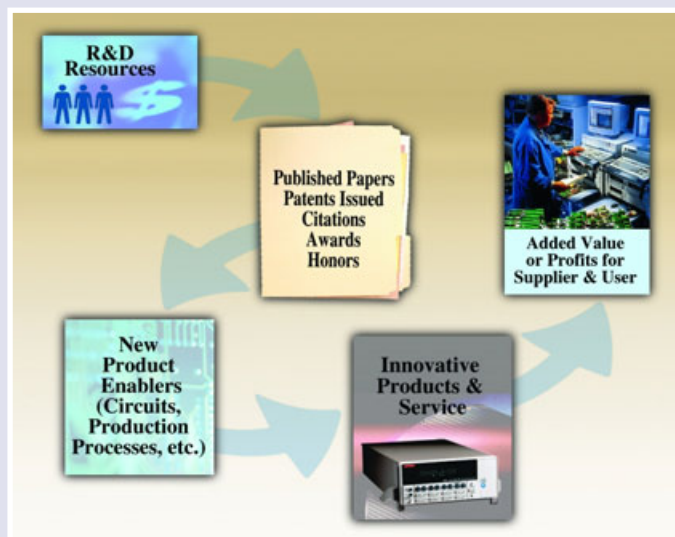 R&D
Resources
$
Published Papers
Patents Issued
Citations
Awards
Honors
New
Product
Enablers
(Circuits,
Production
Processes, etc.)
Innovative
Products &
Service
Added Value
or Profits for
Supplier & User